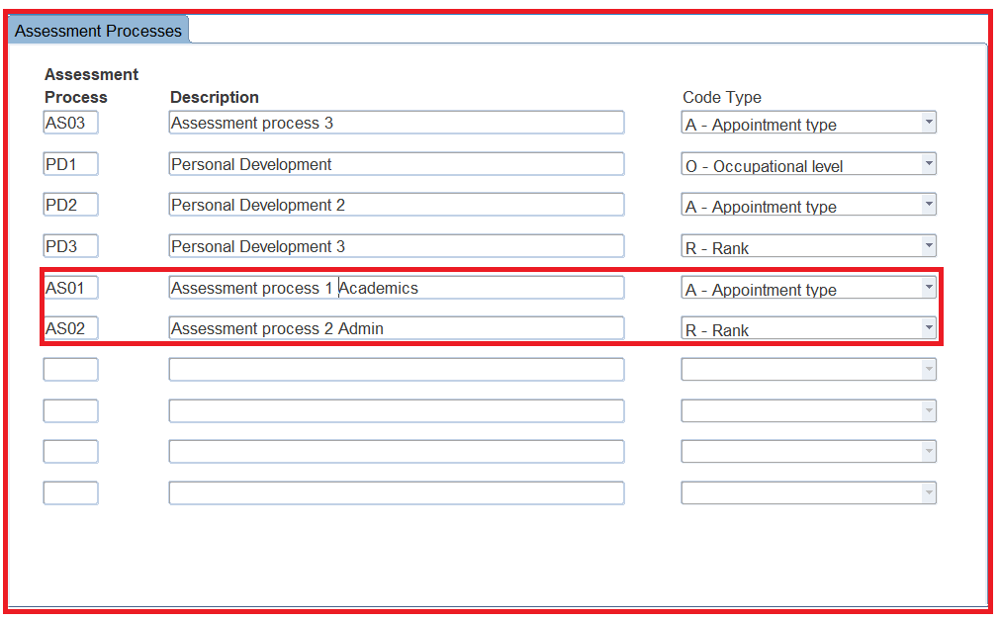 Assessment Processes
Assessment
Process Description Code Type
AS03 Assessment process 3 A - Appointment type
PD1 Personal Development O - Occupational level
PD2 Personal Development 2 A - Appointment type
PD3 Personal Development 3 R - Rank
AS01 Assessment process 1 Academics A - Appointment type
AS02 Assessment process 2 Admin R - Rank